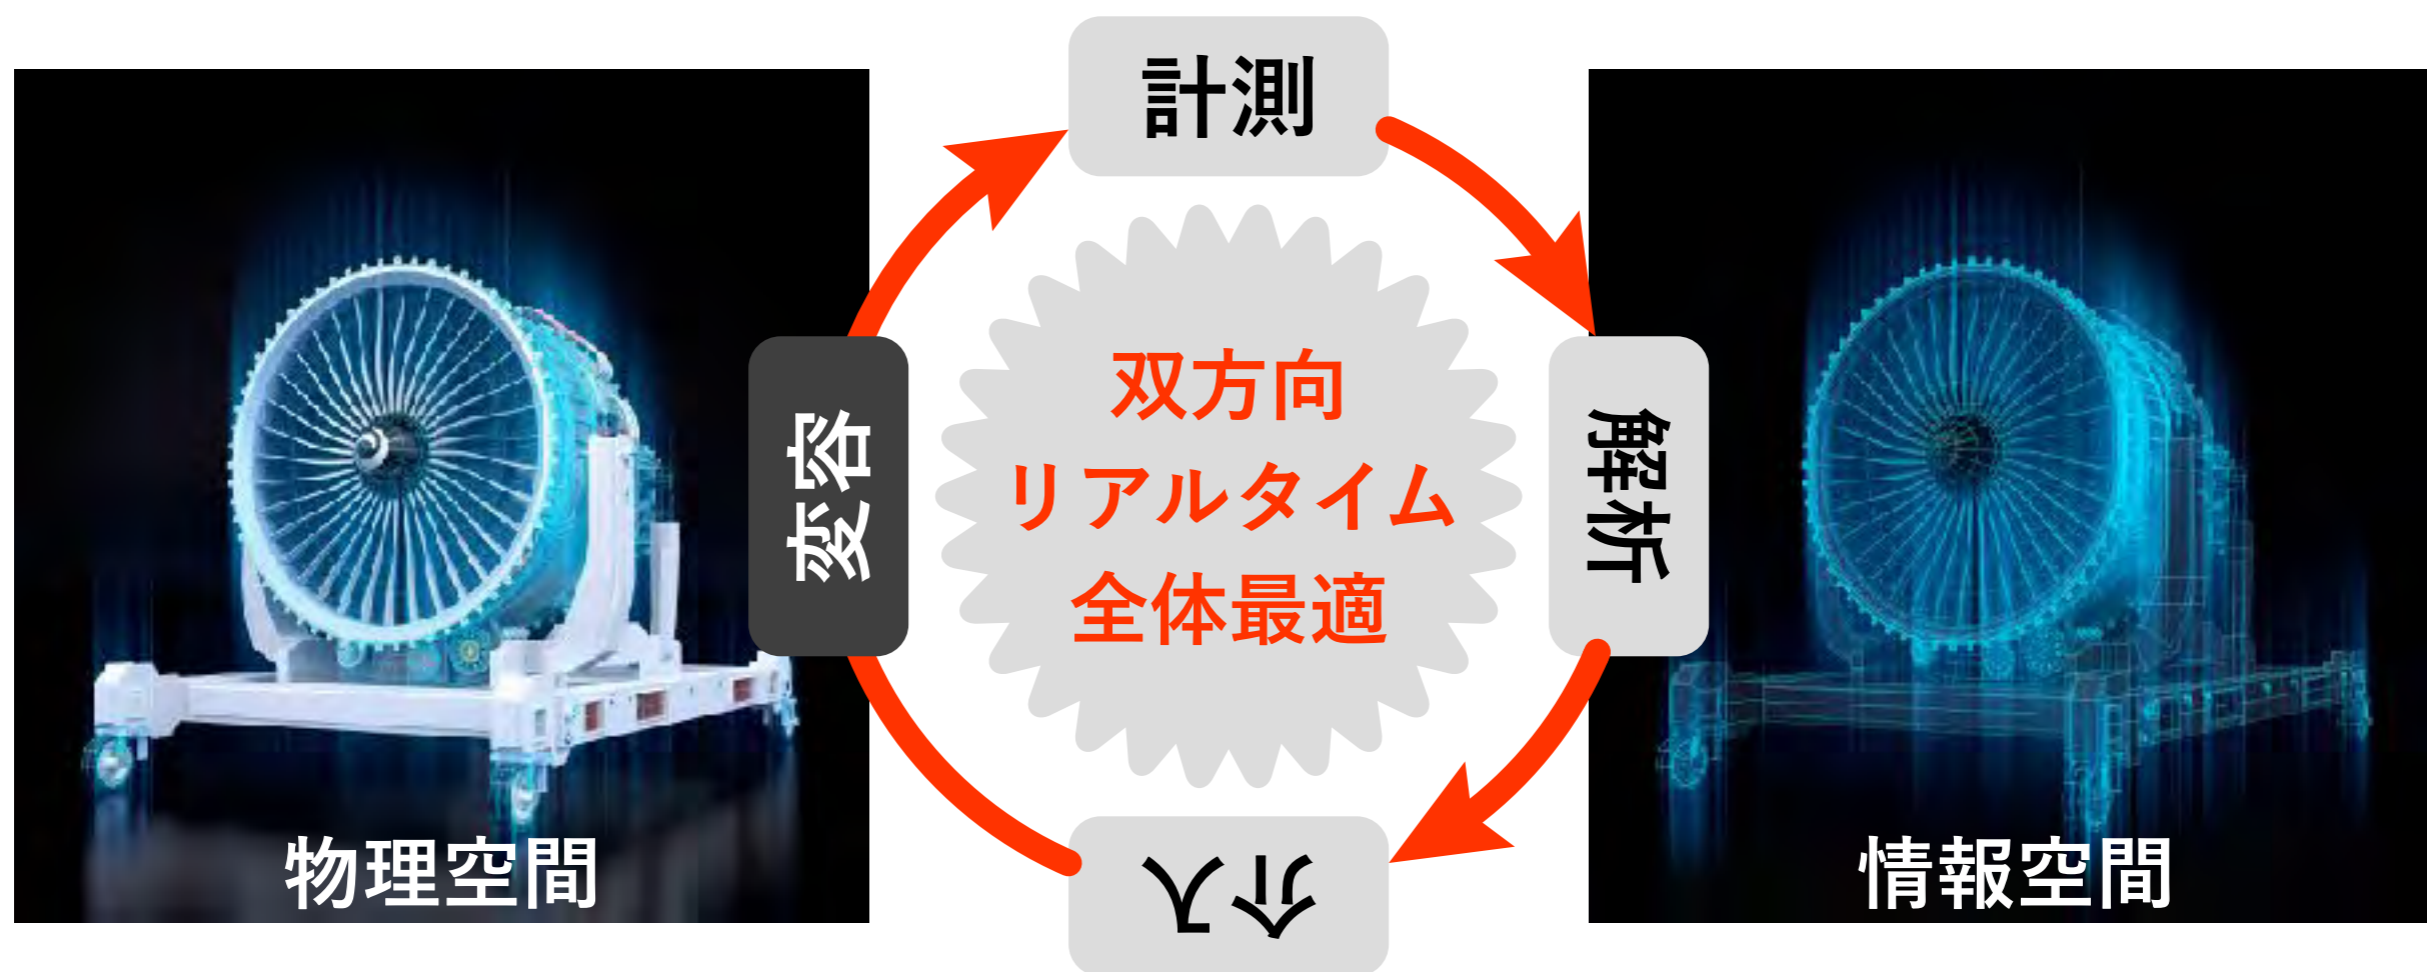 計測
双方向
リアルタイム
全体最適
変容
解析
介入
物理空間
情報空間